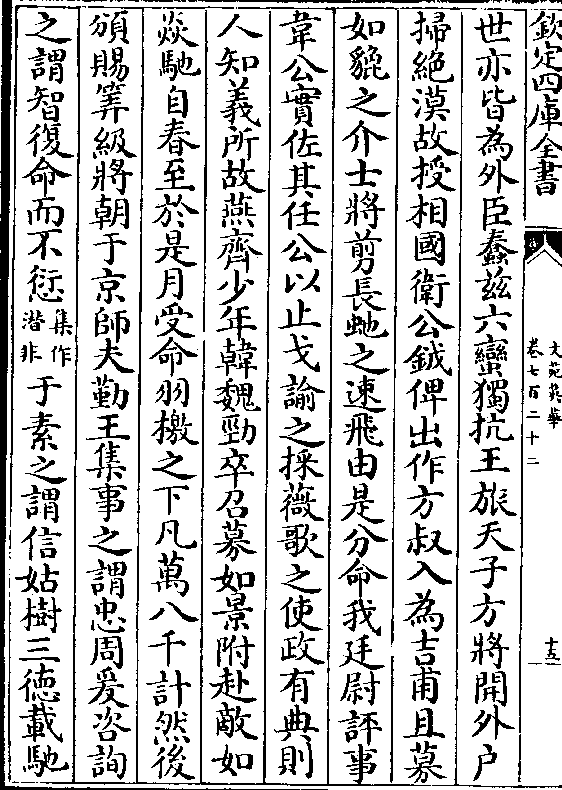 欽定四庫全書
文苑英華
卷七百二十二
十五
世亦皆為外臣蠢兹六蠻獨抗王旅天子方將開外户
掃絶漠故授相國衛公鉞俾出作方叔入為吉甫且募
如貔之介士將剪長虵之速飛由是分命我廷尉評事
韋公實佐其任公以止戈諭之採薇歌之使政有典則
人知義所故燕齊少年韓魏勁卒召募如景附赴敵如
焱馳自春至於是月受命羽檄之下凡萬八千計然後
頒賜筭級將朝于京師夫勤王集事之謂忠周爰咨詢
之謂智復命而不愆集作潛非于素之謂信姑樹三徳載馳